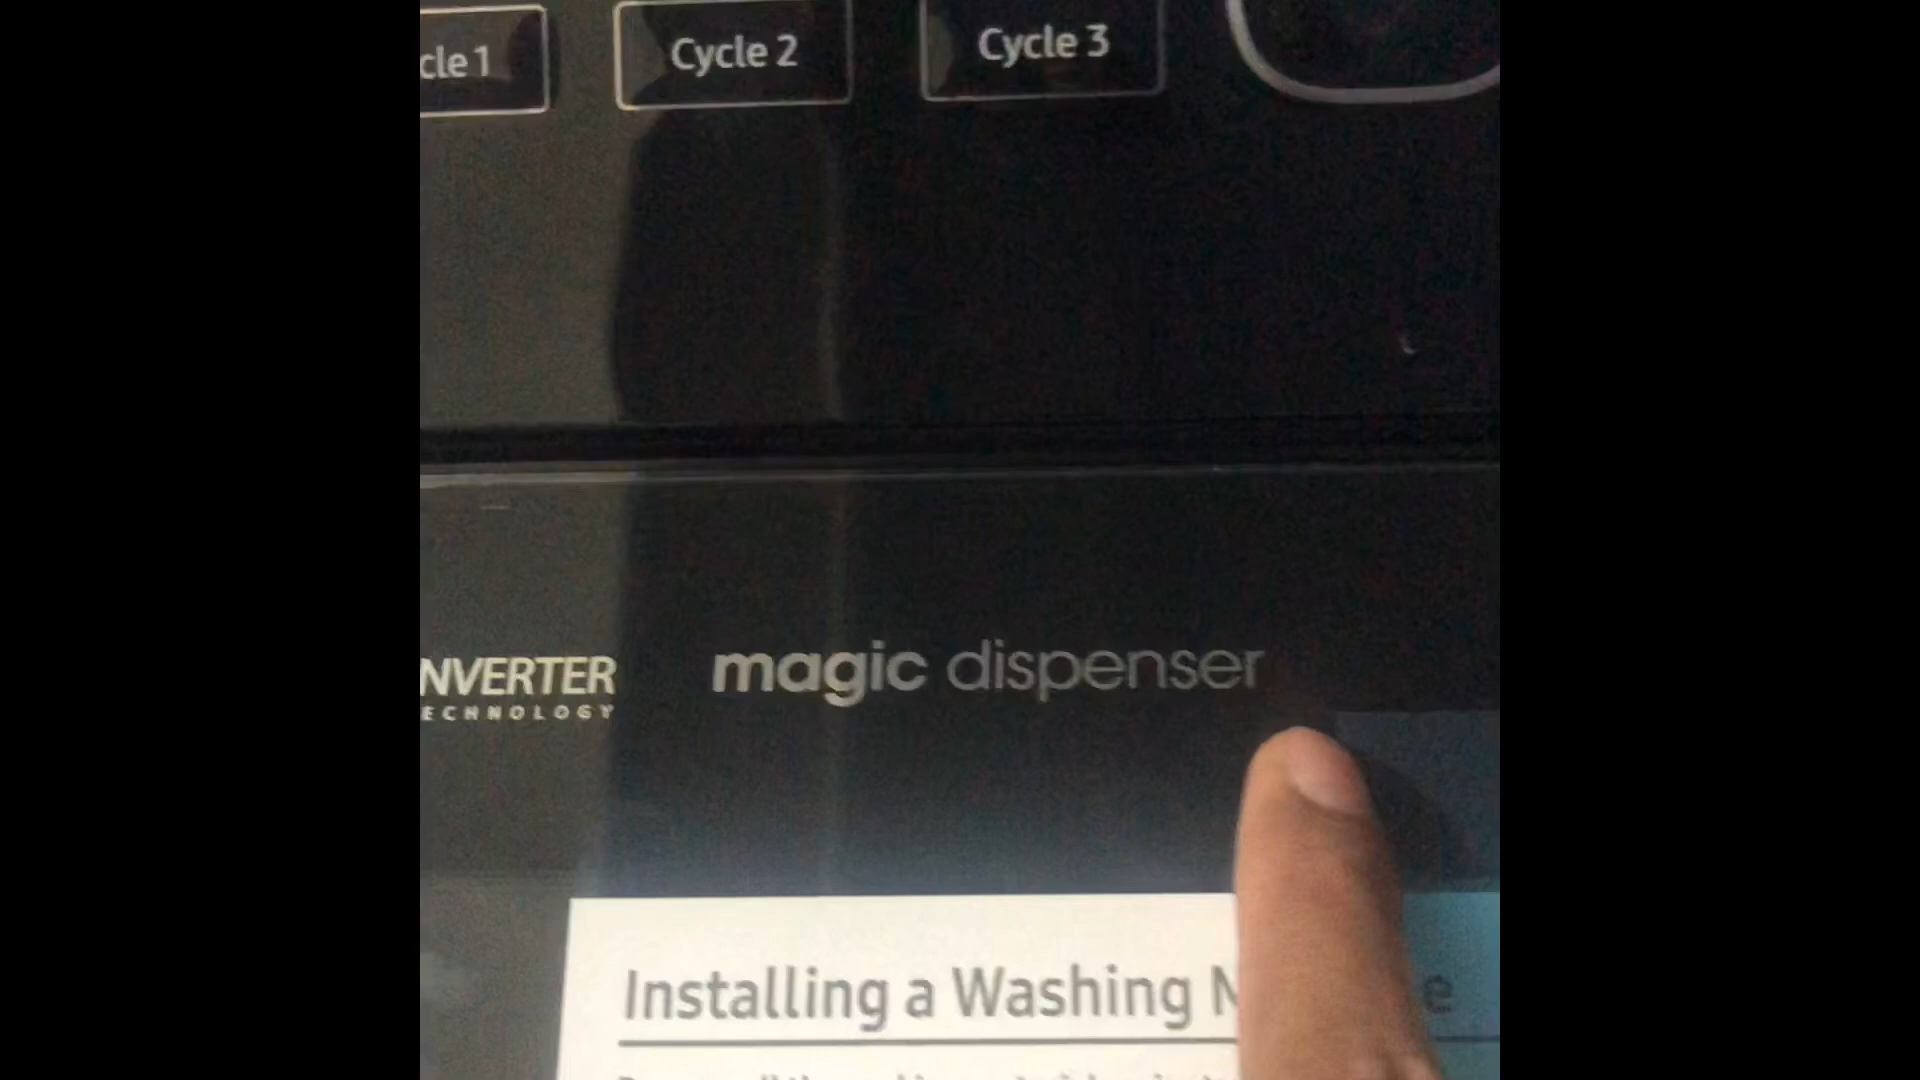 cle 1
Cycle 2
Cycle 3
NVERTER
ECHNOLOGY
magic dispenser
Installing a Washing